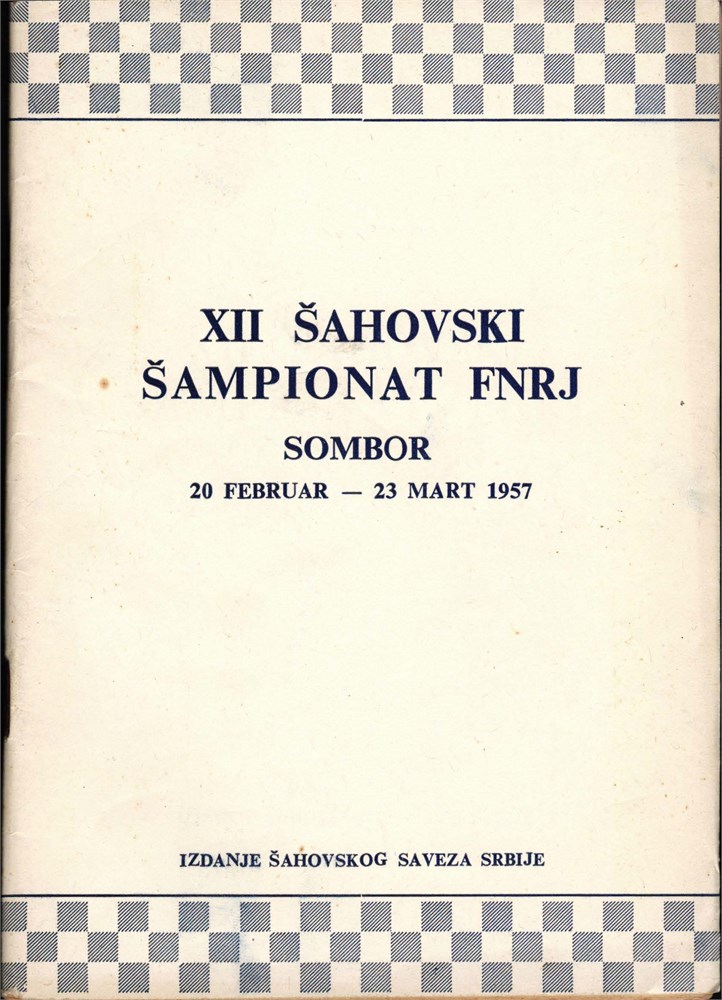 XII ŠAHOVSKI
ŠAMPIONAT FNRJ
SOMBOR
20 FEBRUAR — 23 MART 1957
IZDANJE ŠAHOVSKOG SAVEZA SRBIJE